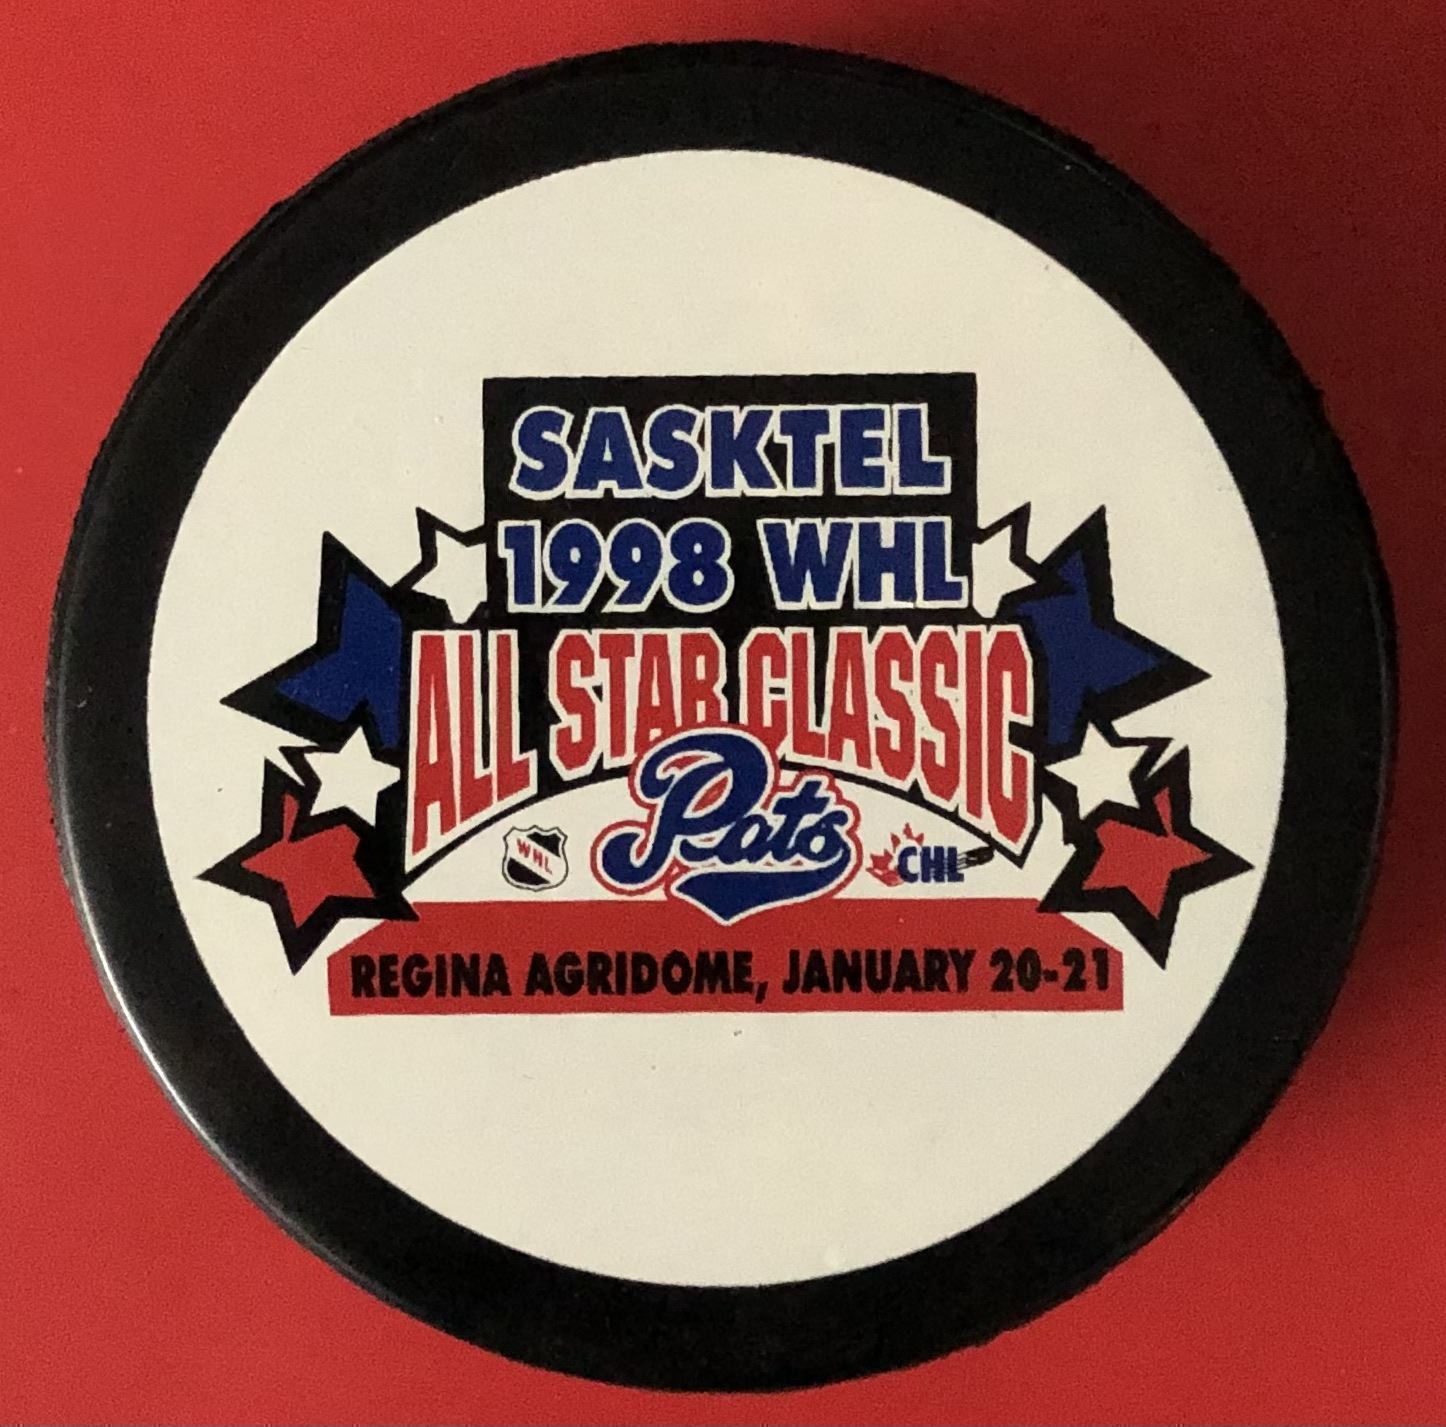 SASKTEL
1998 WHL
ALL STAR CLASSIC
Pats
WHL
CHL
REGINA AGRIDOME, JANUARY 20-21